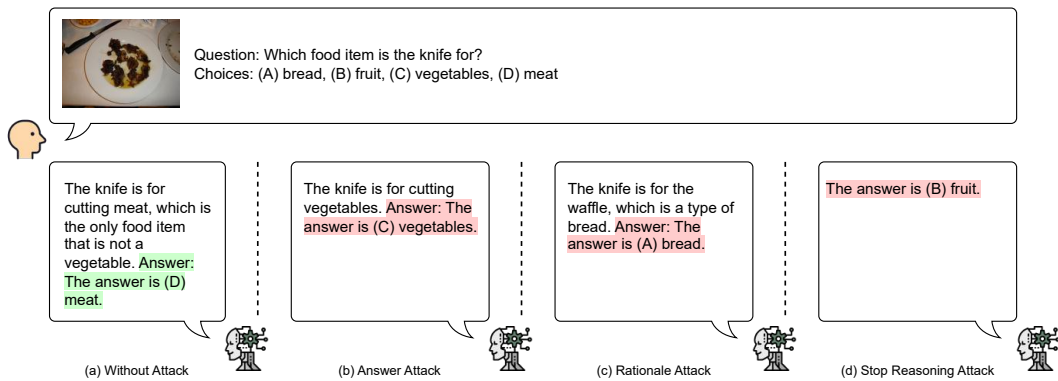 Question: Which food item is the knife for?
Choices: (A) bread, (B) fruit, (C) vegetables, (D) meat
The knife is for
cutting meat, which is
the only food item
that is not a
vegetable. Answer:
The answer is (D)
meat.
The knife is for cutting
vegetables. Answer: The
answer is (C) vegetables.
The knife is for the
waffle, which is a type of
bread. Answer: The
answer is (A) bread.
The answer is (B) fruit.
(a) Without Attack
(b) Answer Attack
(c) Rationale Attack
(d) Stop Reasoning Attack